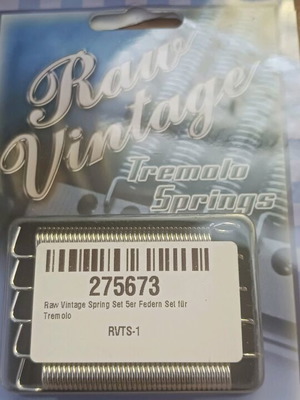 Raw
Vintage
Tremolo
Springs
275673
Raw Vintage Spring Set 5er Federn Set für
Tremolo
RVTS-1